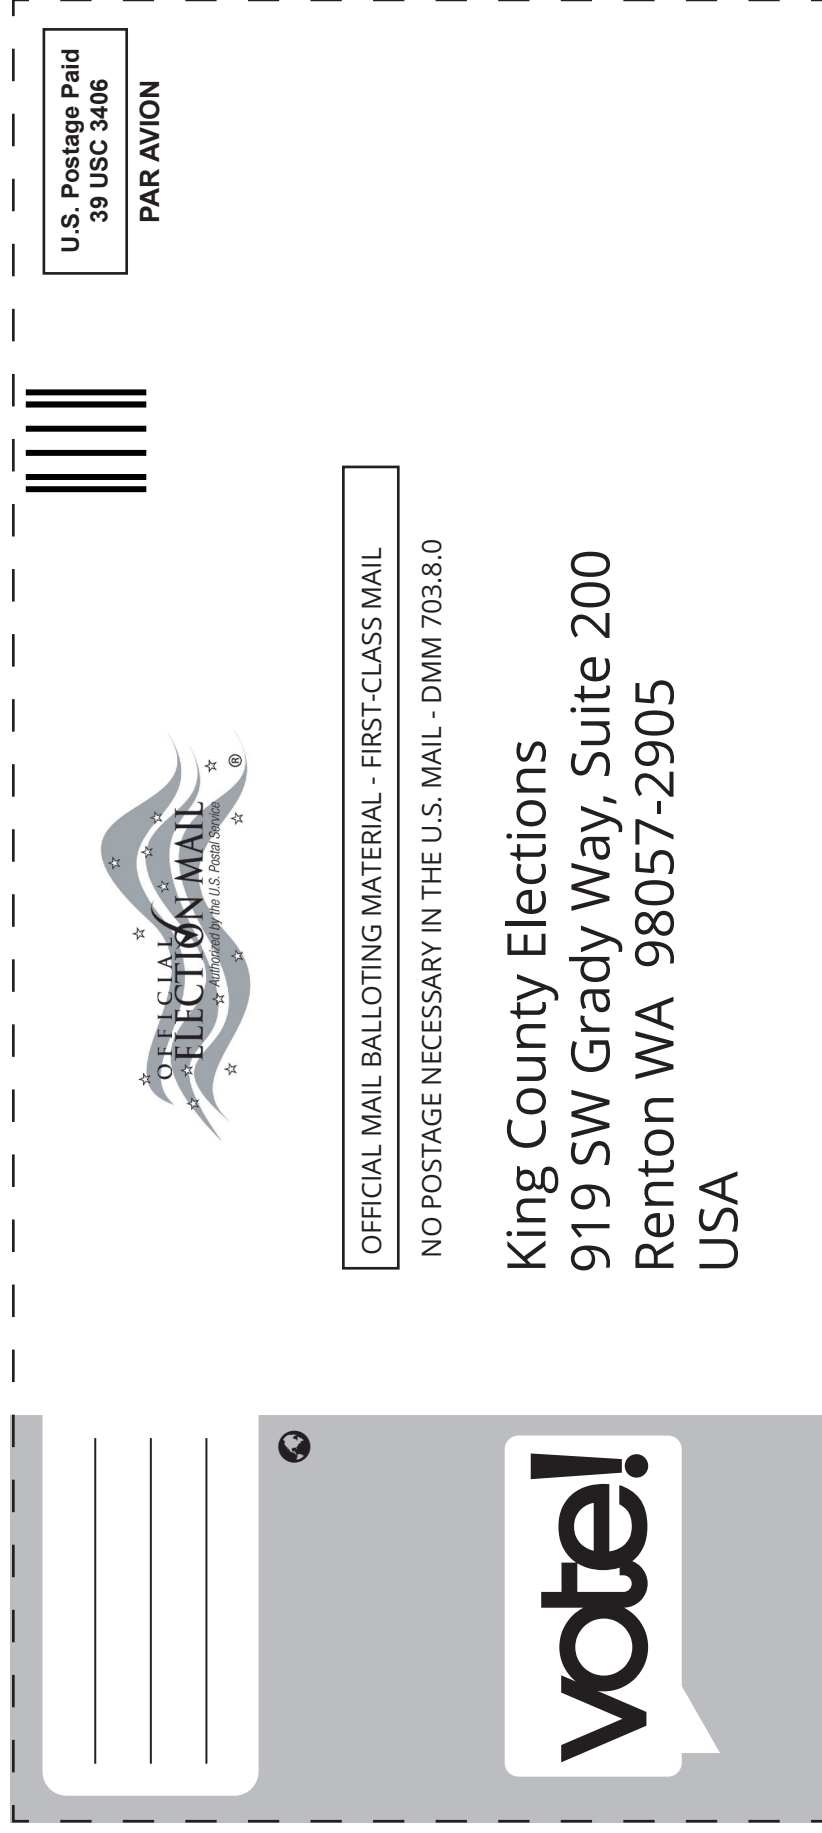 U.S. Postage Paid
39 USC 3406
PAR AVION
OFFICIAL
ELECTION MAIL
Authorized by the U.S. Postal Service
®
OFFICIAL MAIL BALLOTING MATERIAL - FIRST-CLASS MAIL
NO POSTAGE NECESSARY IN THE U.S. MAIL - DMM 703.8.0
King County Elections
919 SW Grady Way, Suite 200
Renton WA 98057-2905
USA
vote!